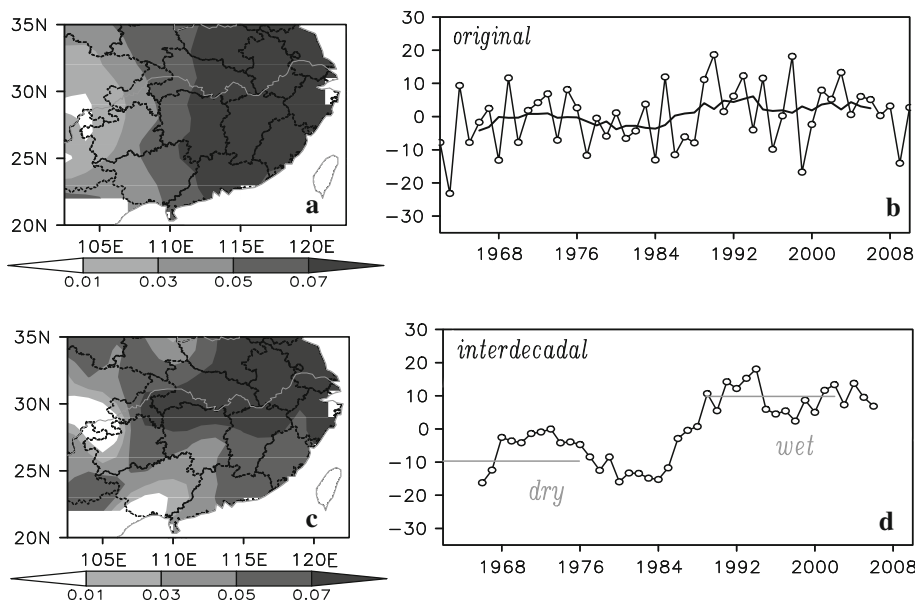 35N
30N
25N
20N
105E 110E 115E 120E
a
0.01 0.03 0.05 0.07
30
20
10
0
-10
-20
-30
original
b
1968 1976 1984 1992 2000 2008
35N
30N
25N
20N
105E 110E 115E 120E
c
0.01 0.03 0.05 0.07
30
20
10
0
-10
-20
-30
interdecadal
dry
wet
d
1968 1976 1984 1992 2000 2008